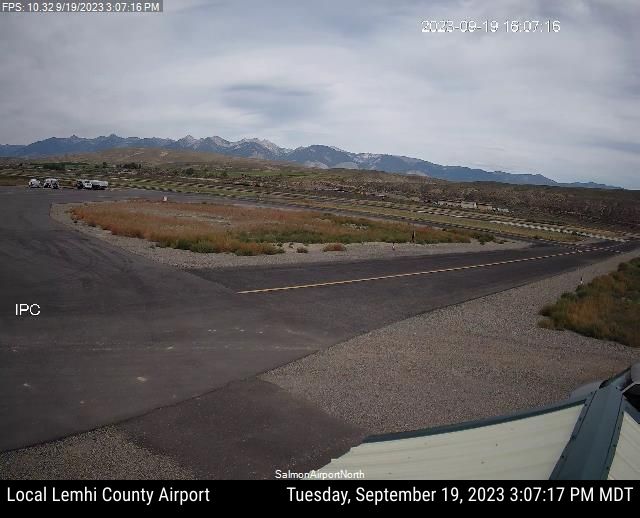 FPS: 10.32 9/19/2023 3:07:16 PM
2023-09-19 15:07:16
IPC
SalmonAirportNorth
Local Lemhi County Airport
Tuesday, September 19, 2023 3:07:17 PM MDT